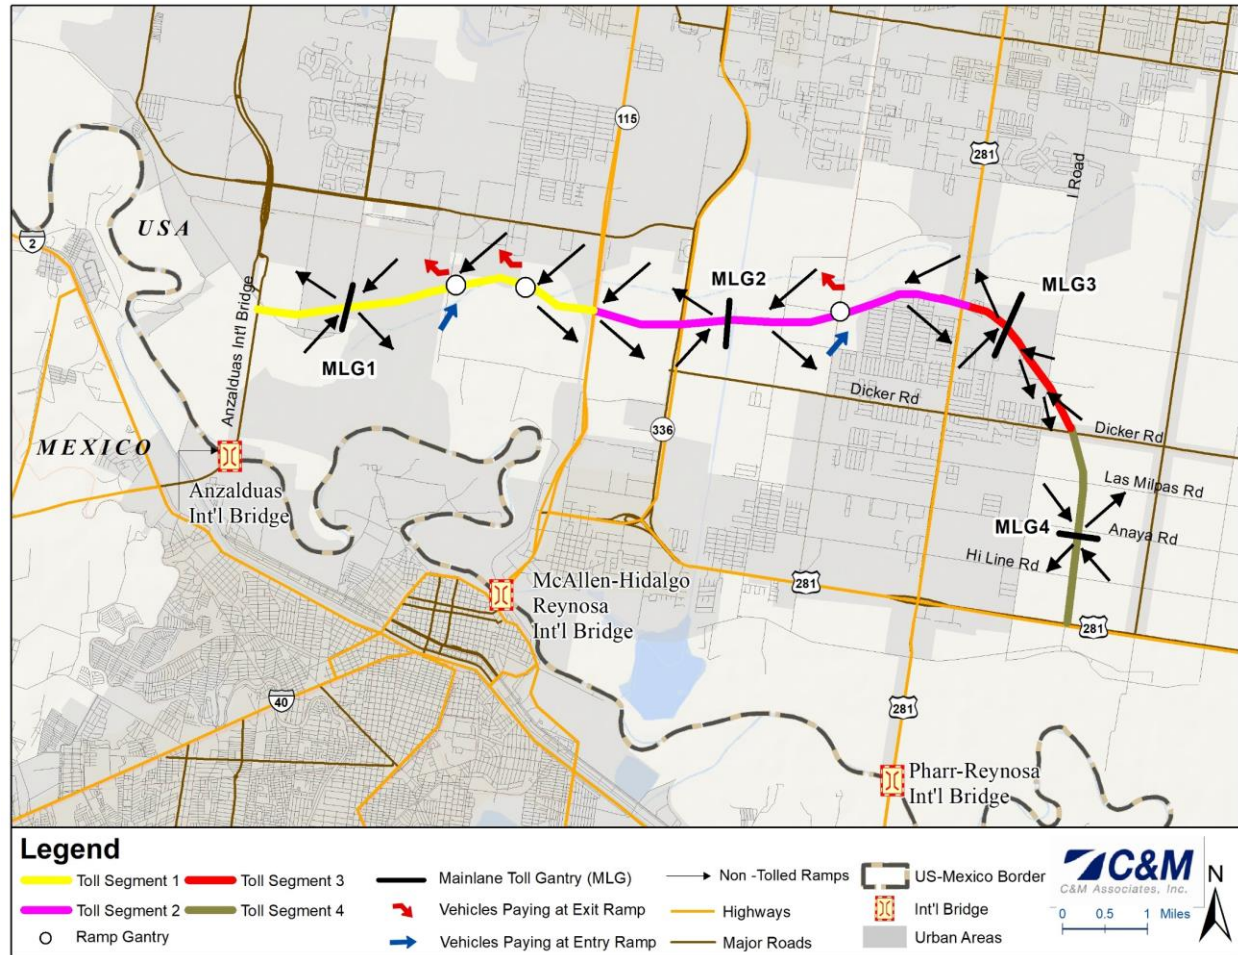 115
281
I Road
USA
2
MLG2
MLG3
Anzalduas Int'l Bridge
MLG1
Dicker Rd
Dicker Rd
336
MEXICO
Las Milpas Rd
Anzalduas
Int'l Bridge
MLG4
Anaya Rd
Hi Line Rd
McAllen-Hidalgo
Reynosa
Int'l Bridge
281
281
40
281
Pharr-Reynosa
Int'l Bridge
Legend
Toll Segment 1
Toll Segment 3
Mainlane Toll Gantry (MLG)
Non -Tolled Ramps
US-Mexico Border
Toll Segment 2
Toll Segment 4
Vehicles Paying at Exit Ramp
Highways
Int'l Bridge
Ramp Gantry
Vehicles Paying at Entry Ramp
Major Roads
Urban Areas
C&M
C&M Associates, Inc.
0 0.5 1 Miles
N